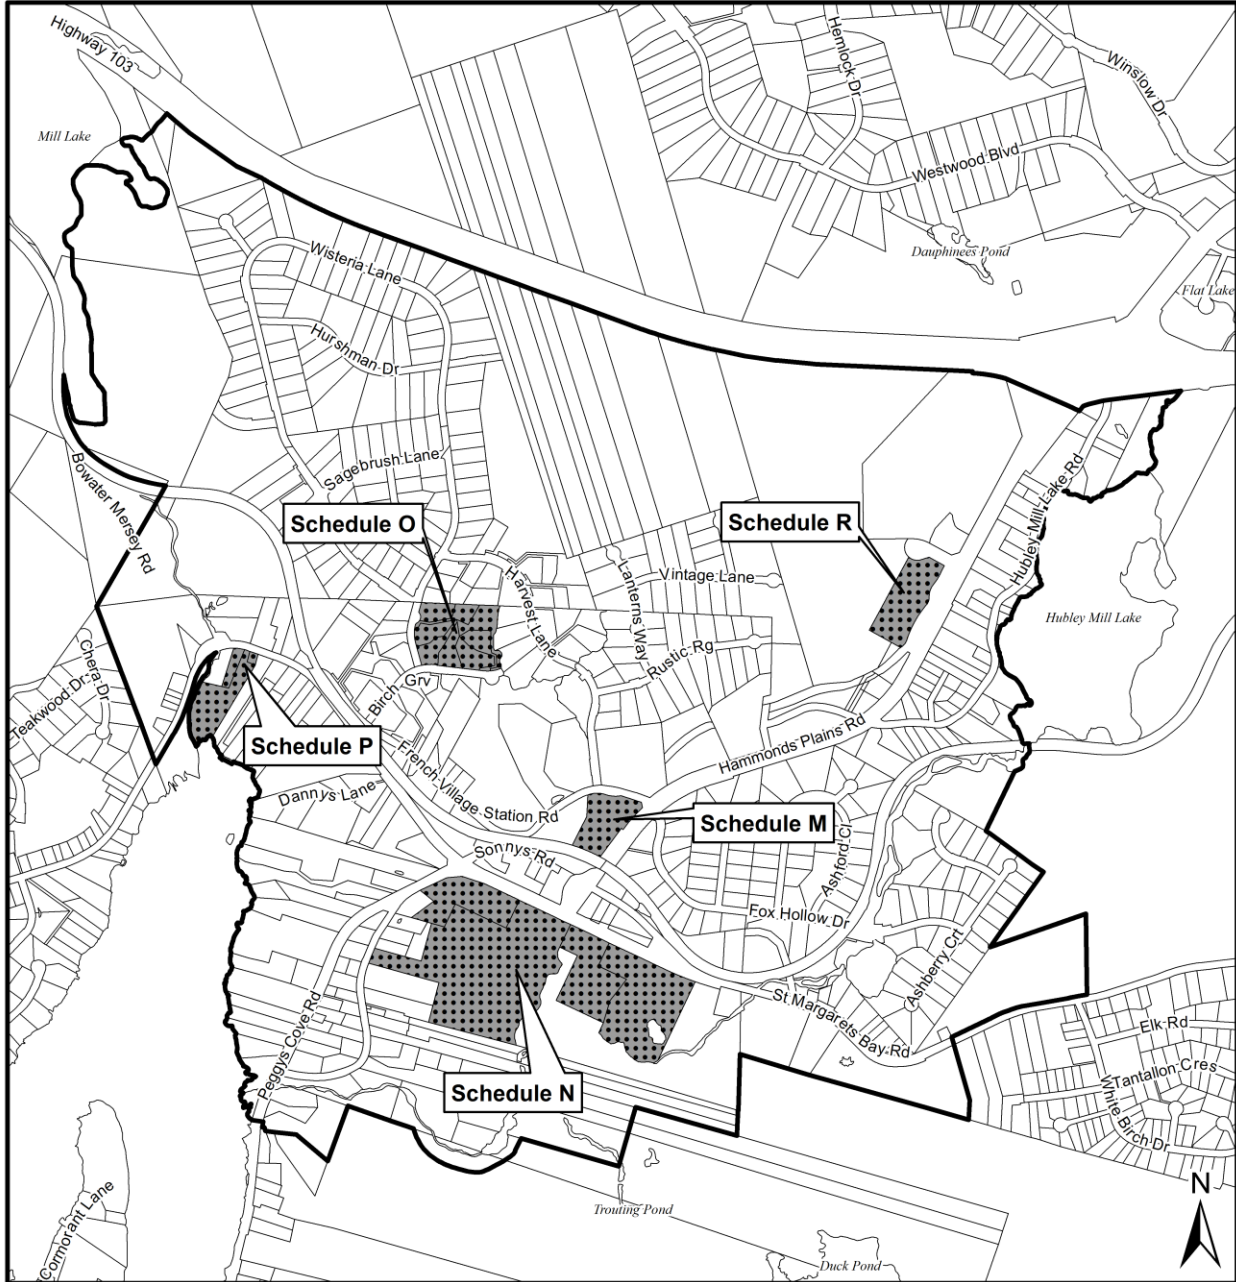 Highway 103
Hemlock Dr
Winslow Dr
Mill Lake
Westwood Blvd
Dauphinees Pond
Flat Lake
Wisteria Lane
Hurshman Dr
Sagebrush Lane
Bowater Mersey Rd
Schedule O
Schedule R
Hubley Mill Lake Rd
Vintage Lane
Lanterns Way
Harvest Lane
Hubley Mill Lake
Rustic Rg
Birch Grv
Chera Dr
Teakwood Dr
Schedule P
Hammonds Plains Rd
French Village Station Rd
Dannys Lane
Schedule M
Sonnys Rd
Ashford Cl
Fox Hollow Dr
Ashberry Crt
St Margarets Bay Rd
Peggys Cove Rd
Elk Rd
Tantallon Cres
White Birch Dr
Schedule N
Cormorant Lane
N
Trouting Pond
Duck Pond